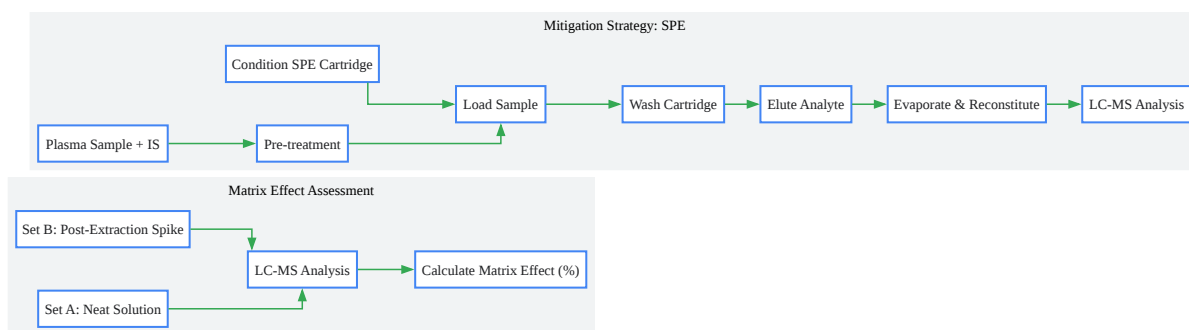 Mitigation Strategy: SPE
Condition SPE Cartridge
Load Sample
Wash Cartridge
Elute Analyte
Evaporate & Reconstitute
LC-MS Analysis
Plasma Sample + IS
Pre-treatment
Matrix Effect Assessment
Set B: Post-Extraction Spike
LC-MS Analysis
Calculate Matrix Effect (%)
Set A: Neat Solution